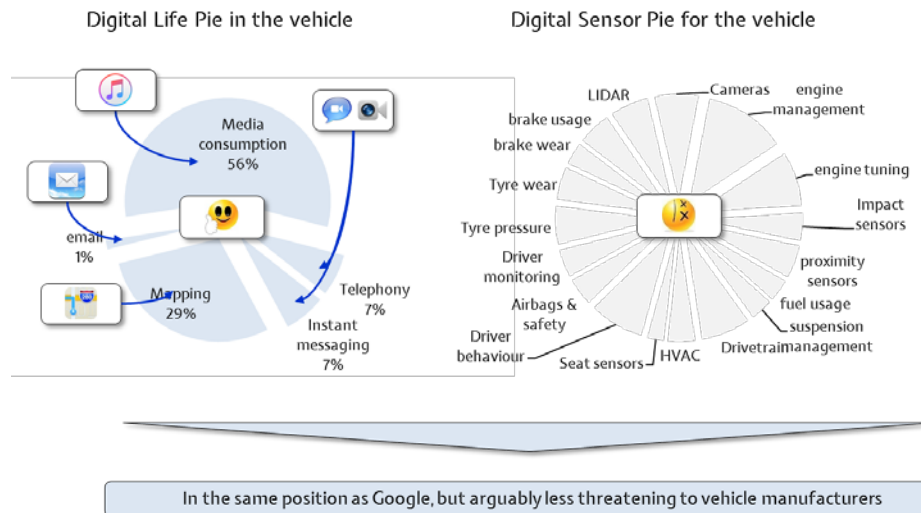 Digital Life Pie in the vehicle
Digital Sensor Pie for the vehicle
Media
consumption
56%
email
1%
Mapping
29%
Telephony
7%
Instant
messaging
7%
LIDAR
Cameras
engine
management
brake usage
brake wear
engine tuning
Tyre wear
Impact
sensors
Tyre pressure
Driver
monitoring
proximity
sensors
Airbags &
safety
fuel usage
suspension
management
Driver
behaviour
Drivetrain
Seat sensors
HVAC
In the same position as Google, but arguably less threatening to vehicle manufacturers